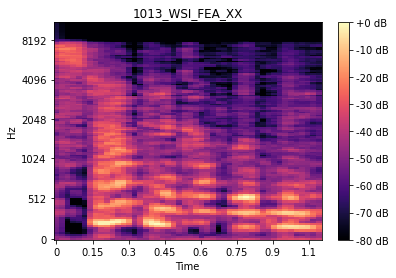 1013_WSI_FEA_XX
Hz
8192
4096
2048
1024
512
0
0
0.15
0.3
0.45
0.6
0.75
0.9
1.1
Time
+0 dB
-10 dB
-20 dB
-30 dB
-40 dB
-50 dB
-60 dB
-70 dB
-80 dB